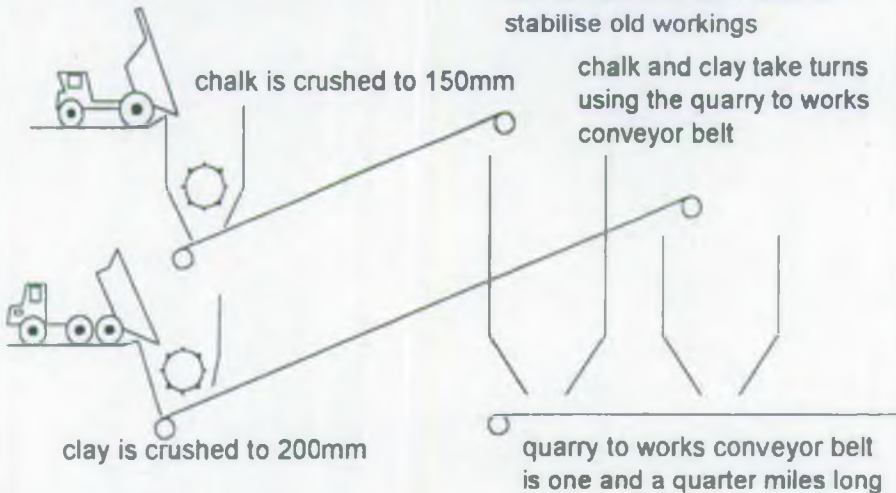 stabilise old workings
chalk is crushed to 150mm
chalk and clay take turns
using the quarry to works
conveyor belt
clay is crushed to 200mm
quarry to works conveyor belt
is one and a quarter miles long